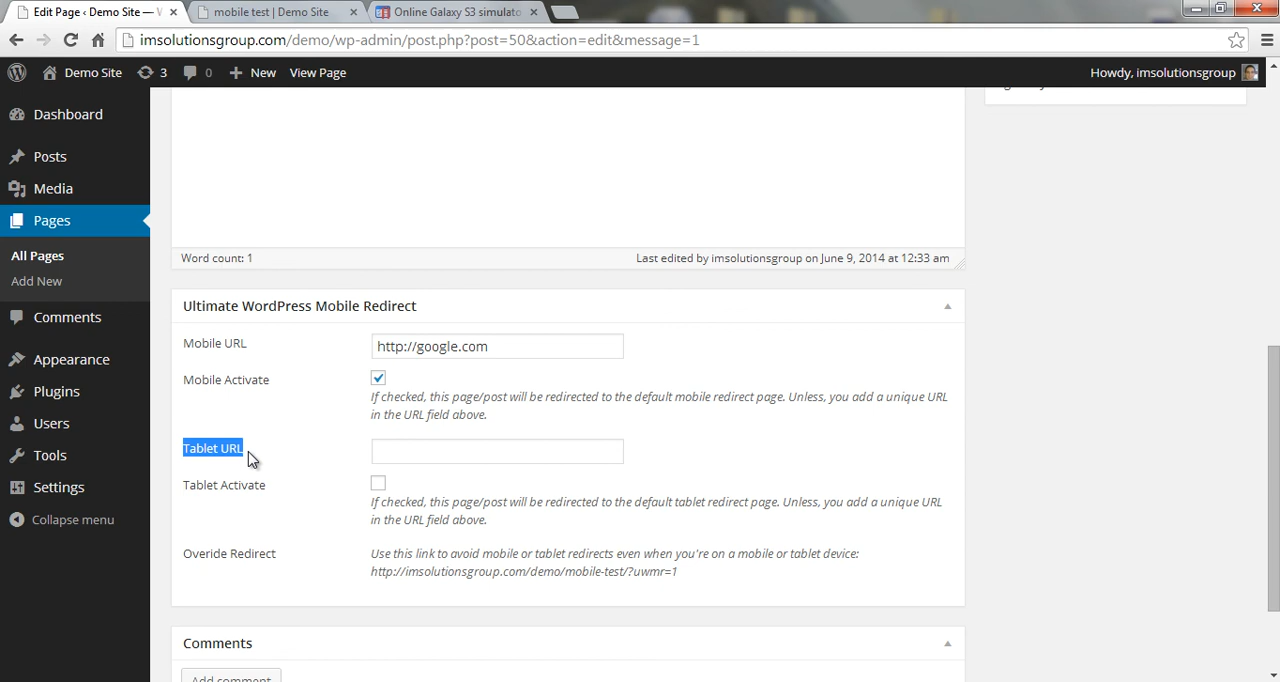 Edit Page ‹ Demo Site —
mobile test | Demo Site
Online Galaxy S3 simulato
imsolutionsgroup.com/demo/wp-admin/post.php?post=50&action=edit&message=1
Demo Site 3 0 New View Page Howdy, imsolutionsgroup
Dashboard
Posts
Media
Pages
All Pages
Add New
Comments
Appearance
Plugins
Users
Tools
Settings
Collapse menu
Word count: 1
Last edited by imsolutionsgroup on June 9, 2014 at 12:33 am
Ultimate WordPress Mobile Redirect
Mobile URL
http://google.com
Mobile Activate
If checked, this page/post will be redirected to the default mobile redirect page. Unless, you add a unique URL
in the URL field above.
Tablet URL
Tablet Activate
If checked, this page/post will be redirected to the default tablet redirect page. Unless, you add a unique URL
in the URL field above.
Overide Redirect
Use this link to avoid mobile or tablet redirects even when you're on a mobile or tablet device:
http://imsolutionsgroup.com/demo/mobile-test/?uwmr=1
Comments
Add comment